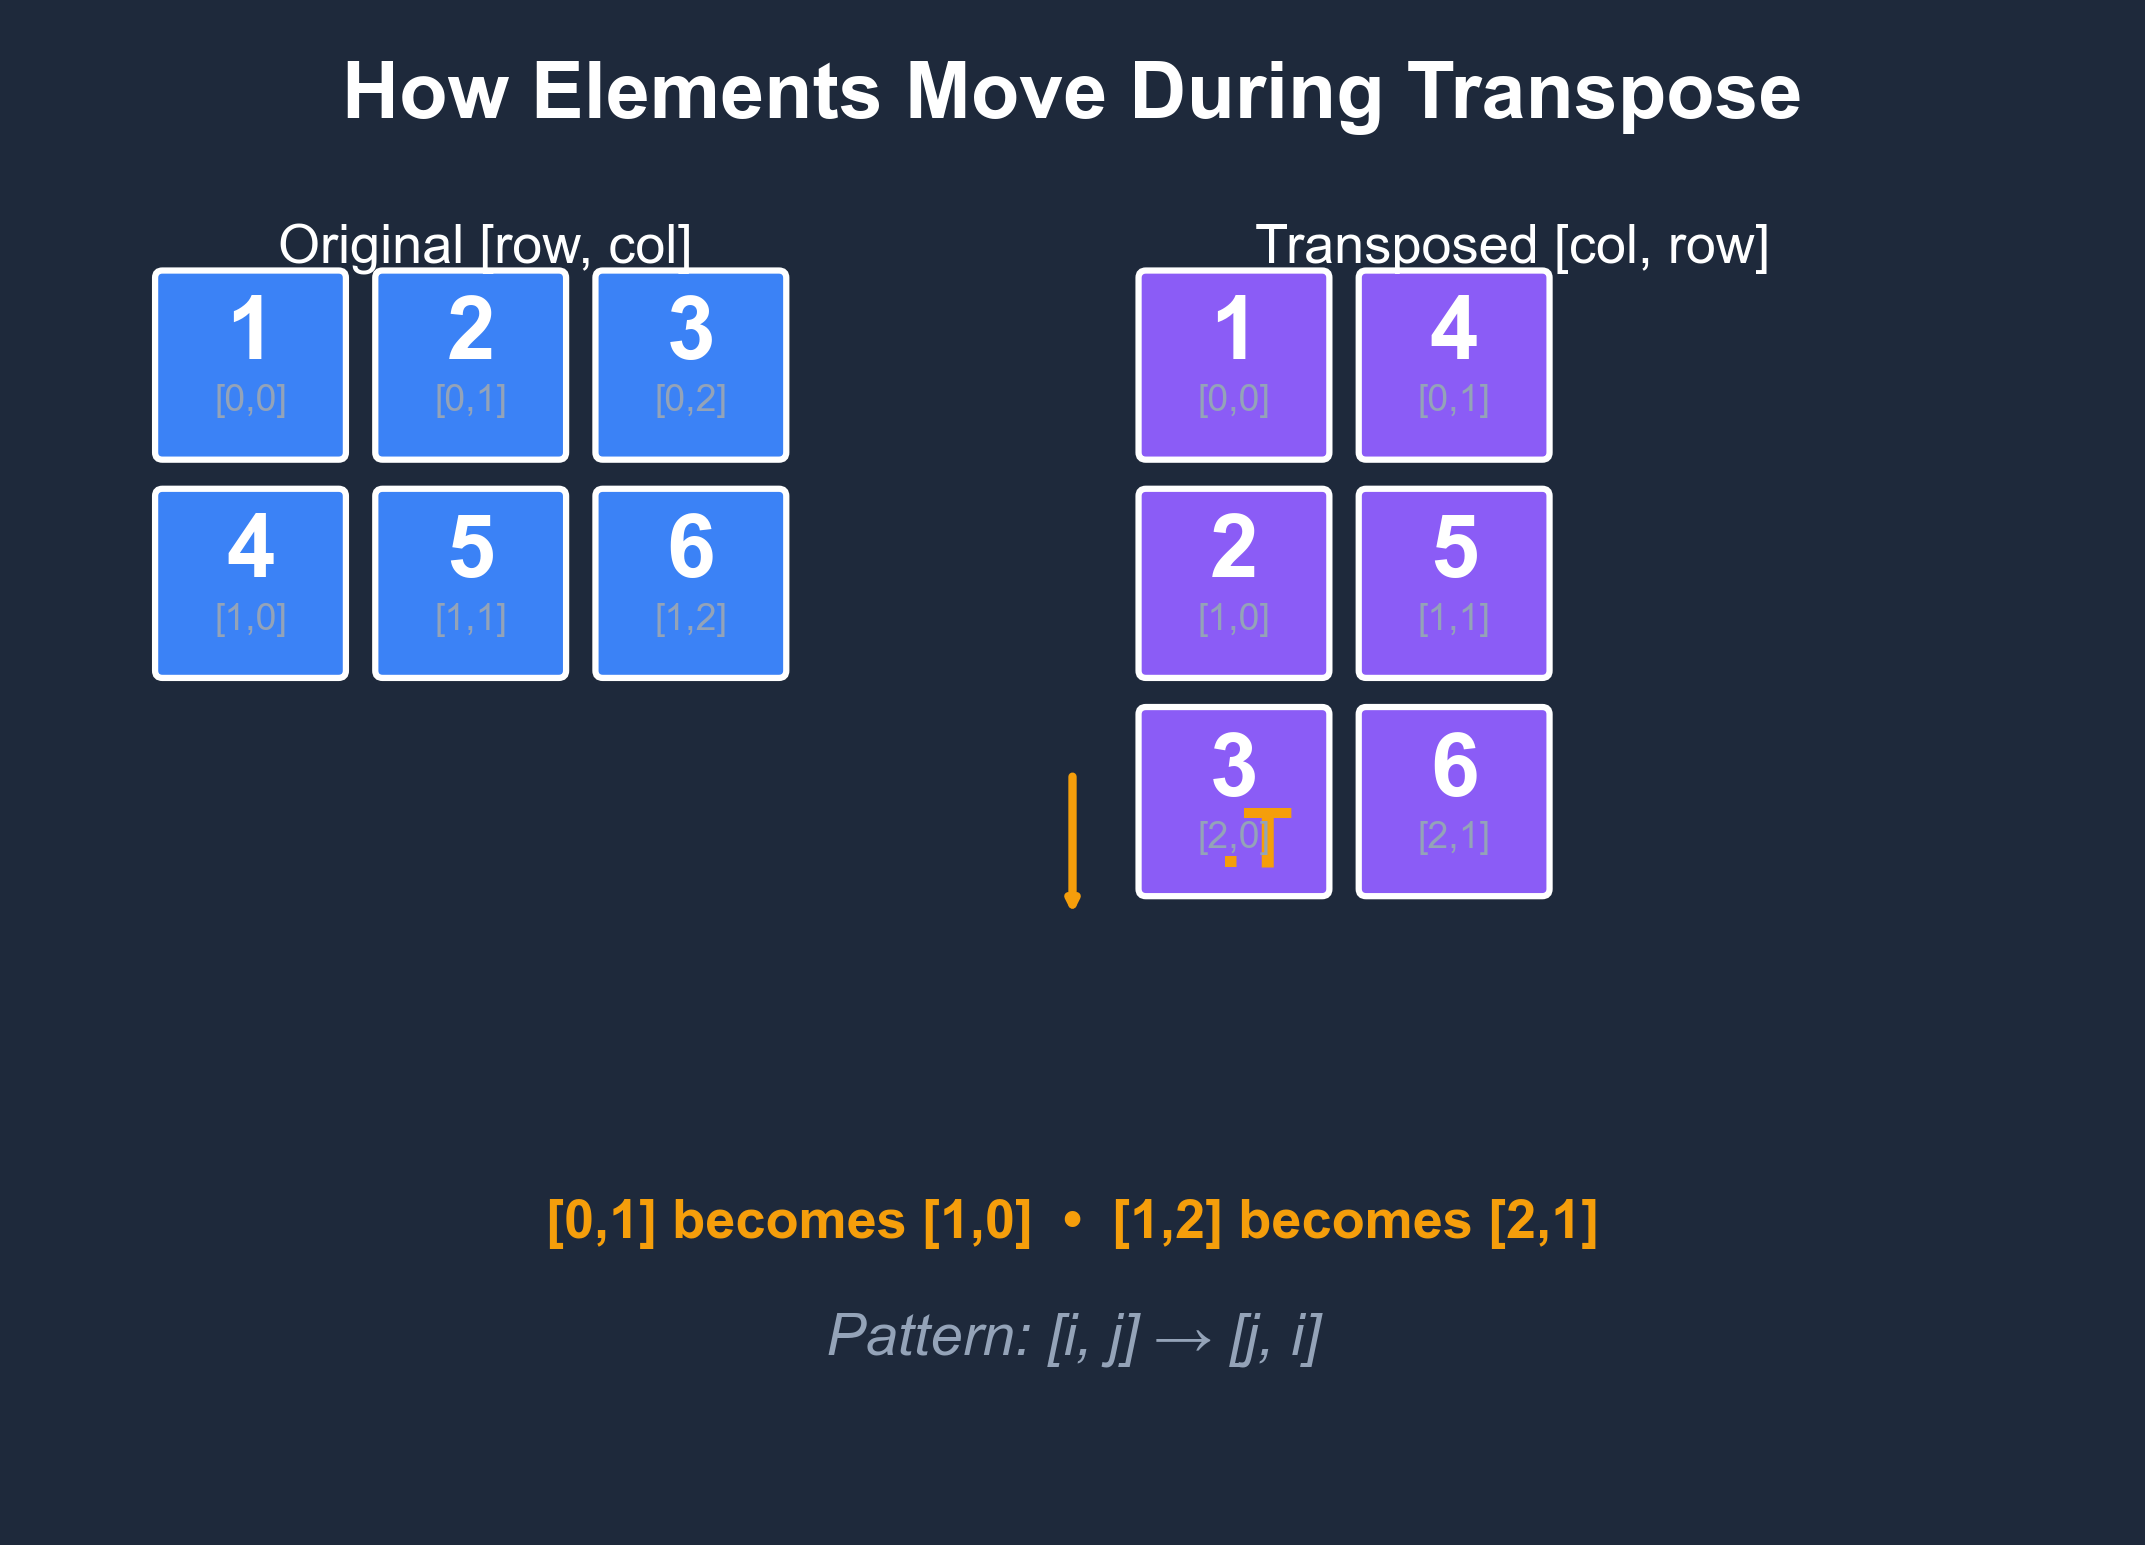 How Elements Move During Transpose
Original [row, col]
1 2 3
[0,0] [0,1] [0,2]
4 5 6
[1,0] [1,1] [1,2]
Transposed [col, row]
1 4
[0,0] [0,1]
2 5
[1,0] [1,1]
3 6
[2,0] [2,1]
.T
[0,1] becomes [1,0] • [1,2] becomes [2,1]
Pattern: [i, j] → [j, i]